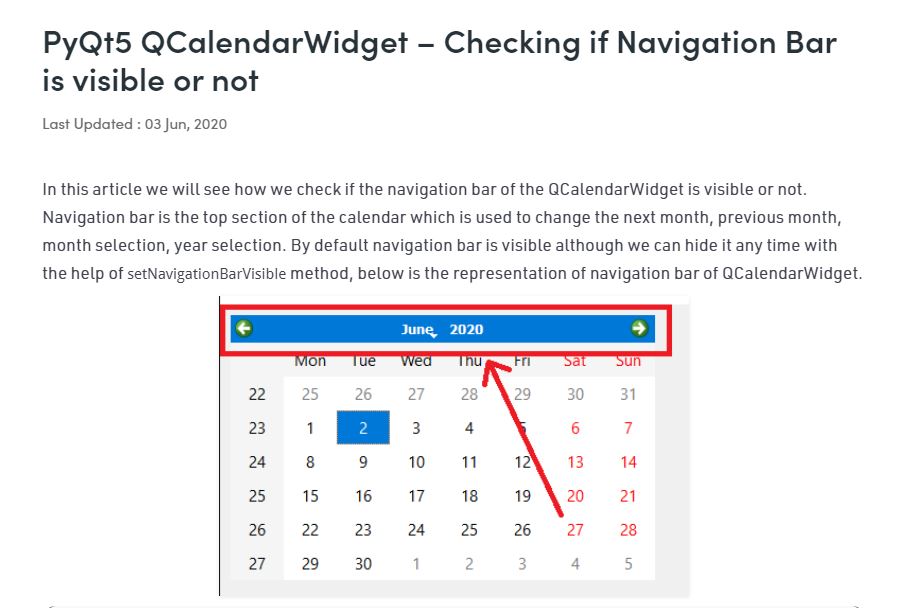 PyQt5 QCalendarWidget – Checking if Navigation Bar
is visible or not
Last Updated : 03 Jun, 2020
In this article we will see how we check if the navigation bar of the QCalendarWidget is visible or not.
Navigation bar is the top section of the calendar which is used to change the next month, previous month,
month selection, year selection. By default navigation bar is visible although we can hide it any time with
the help of setNavigationBarVisible method, below is the representation of navigation bar of QCalendarWidget.
June 2020
Mon Tue Wed Thu Fri Sat Sun
22 25 26 27 28 29 30 31
23 1 2 3 4 5 6 7
24 8 9 10 11 12 13 14
25 15 16 17 18 19 20 21
26 22 23 24 25 26 27 28
27 29 30 1 2 3 4 5